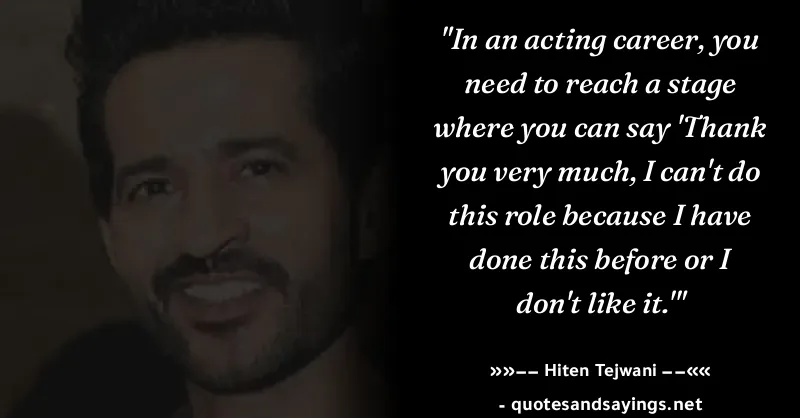 "In an acting career, you
need to reach a stage
where you can say 'Thank
you very much, I can't do
this role because I have
done this before or I
don't like it.'"
»»–– Hiten Tejwani ––««
- quotesandsayings.net